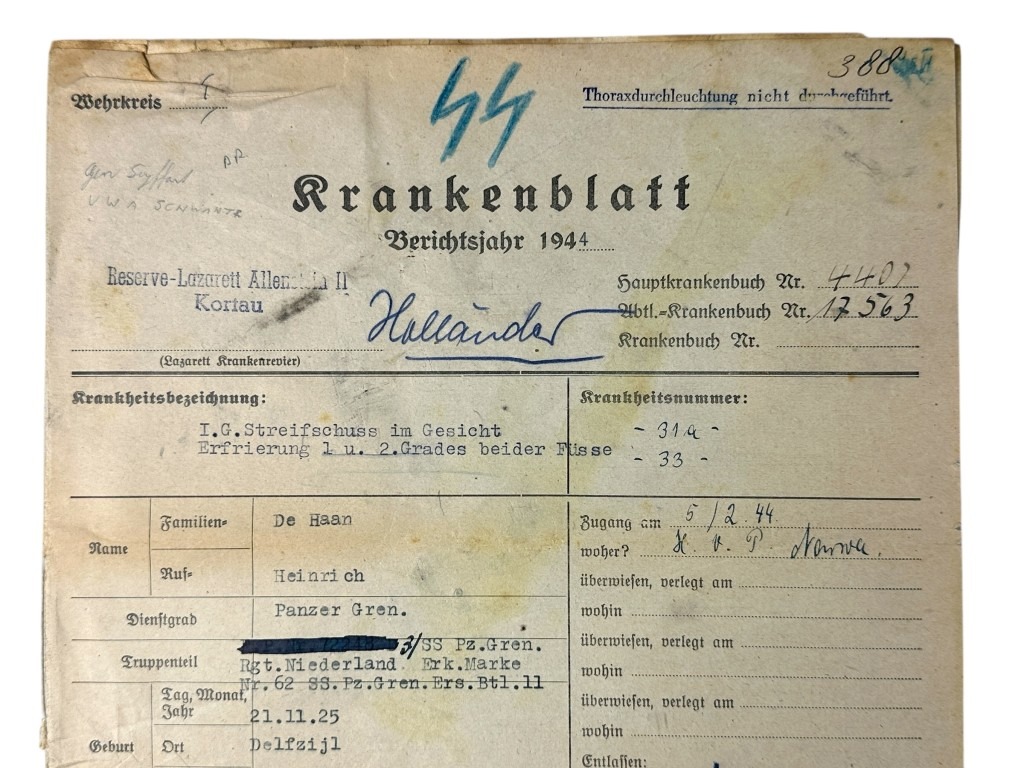 388
Wehrkreis
ᛋᛋ
Thoraxdurchleuchtung nicht durchgeführt.
Krankenblatt
Berichtsjahr 1944
Reserve-Lazarett Allenstein II
Kortau
Holländer
(Lazarett Krankenrevier)
Hauptkrankenbuch Nr. 4407
Abtl.-Krankenbuch Nr. 17563
Krankenbuch Nr.
Krankheitsbezeichnung:
I.G.Streifschuss im Gesicht
Erfrierung 1 u. 2.Grades beider Füsse
Krankheitsnummer:
- 31a -
- 33 -
Name
Familien= De Haan
Ruf= Heinrich
Dienstgrad Panzer Gren.
Truppenteil 3/SS Pz.Gren.
Rgt.Niederland Erk.Marke
Nr.62 SS.Pz.Gren.Ers.Btl.11
Geburt
Tag, Monat,
Jahr 21.11.25
Ort Delfzijl
Zugang am 5/2.44
woher? H. v. P. Narwa.
überwiesen, verlegt am
wohin
überwiesen, verlegt am
wohin
überwiesen, verlegt am
wohin
Entlassen: